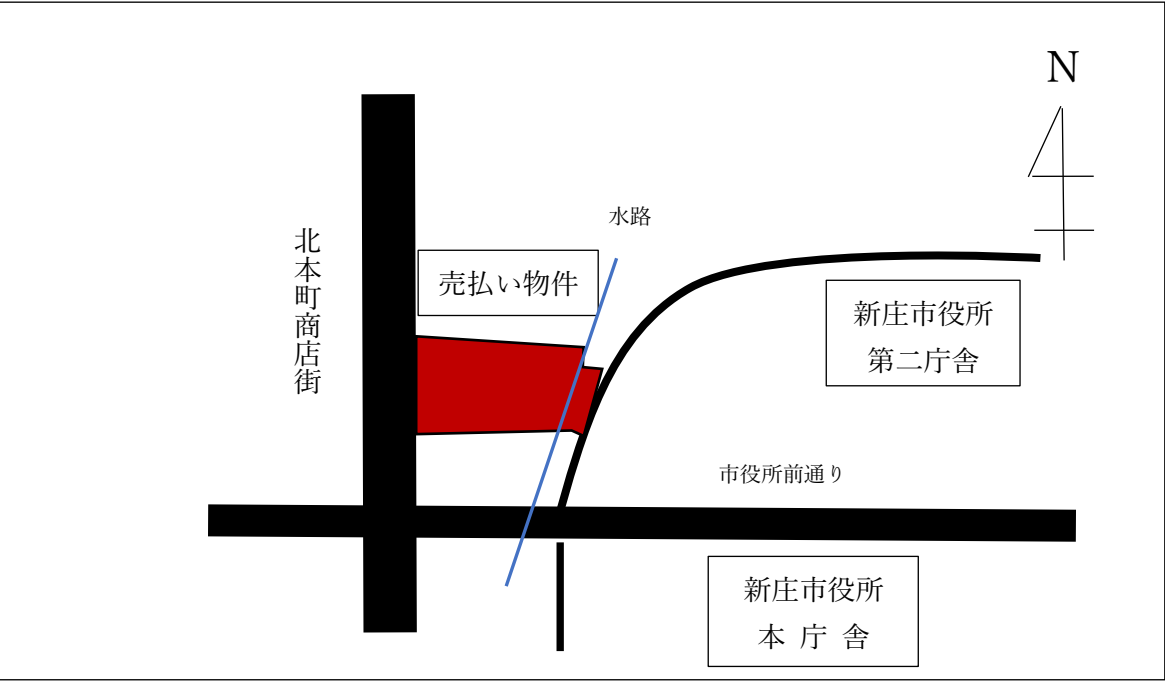 N
水路
北本町商店街
売払い物件
新庄市役所
第二庁舎
市役所前通り
新庄市役所
本 庁 舎